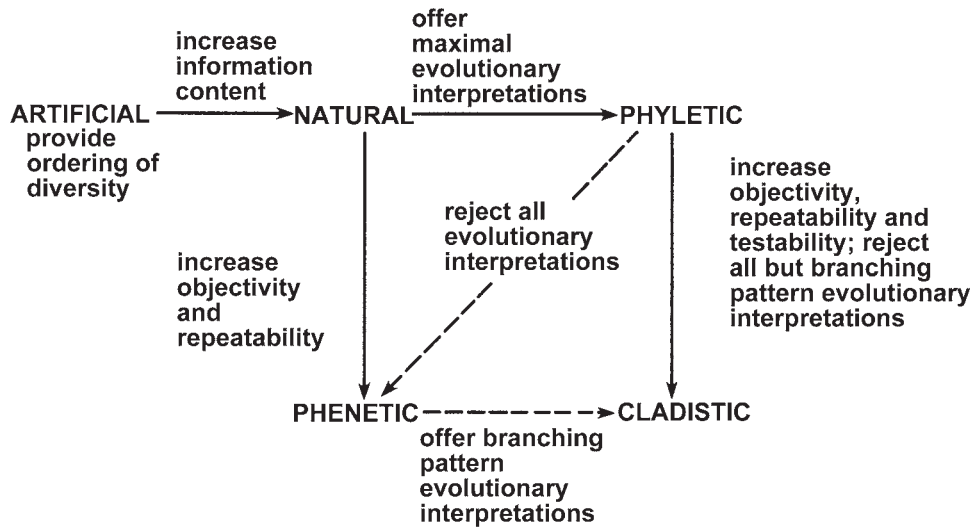 ARTIFICIAL
provide
ordering of
diversity
increase
information
content
NATURAL
offer
maximal
evolutionary
interpretations
PHYLETIC
increase
objectivity
and
repeatability
reject all
evolutionary
interpretations
increase
objectivity,
repeatability and
testability; reject
all but branching
pattern evolutionary
interpretations
PHENETIC
offer branching
pattern
evolutionary
interpretations
CLADISTIC